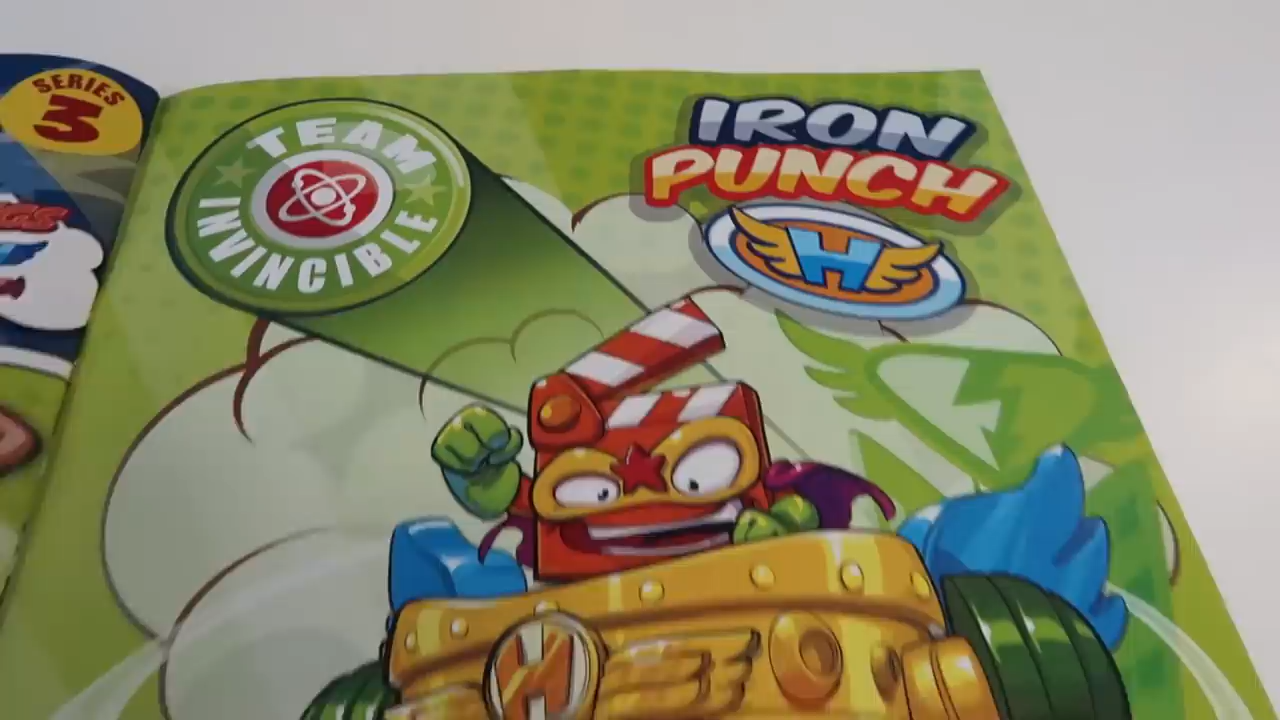 SERIES
3
TEAM
INVINCIBLE
IRON
PUNCH
H
H